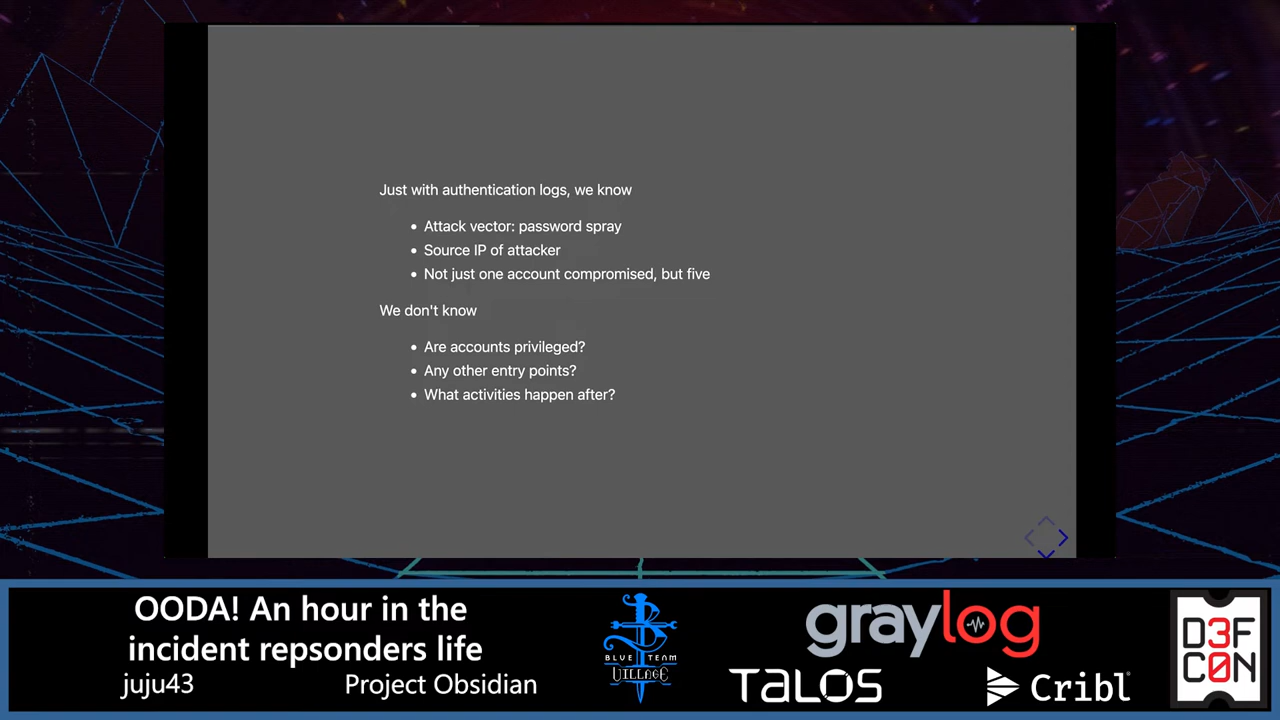 Just with authentication logs, we know
• Attack vector: password spray
• Source IP of attacker
• Not just one account compromised, but five
We don't know
• Are accounts privileged?
• Any other entry points?
• What activities happen after?
OODA! An hour in the
incident repsonders life
juju43
Project Obsidian
BLUE TEAM
VILLAGE
graylog
TALOS
Cribl
D3F
C0N